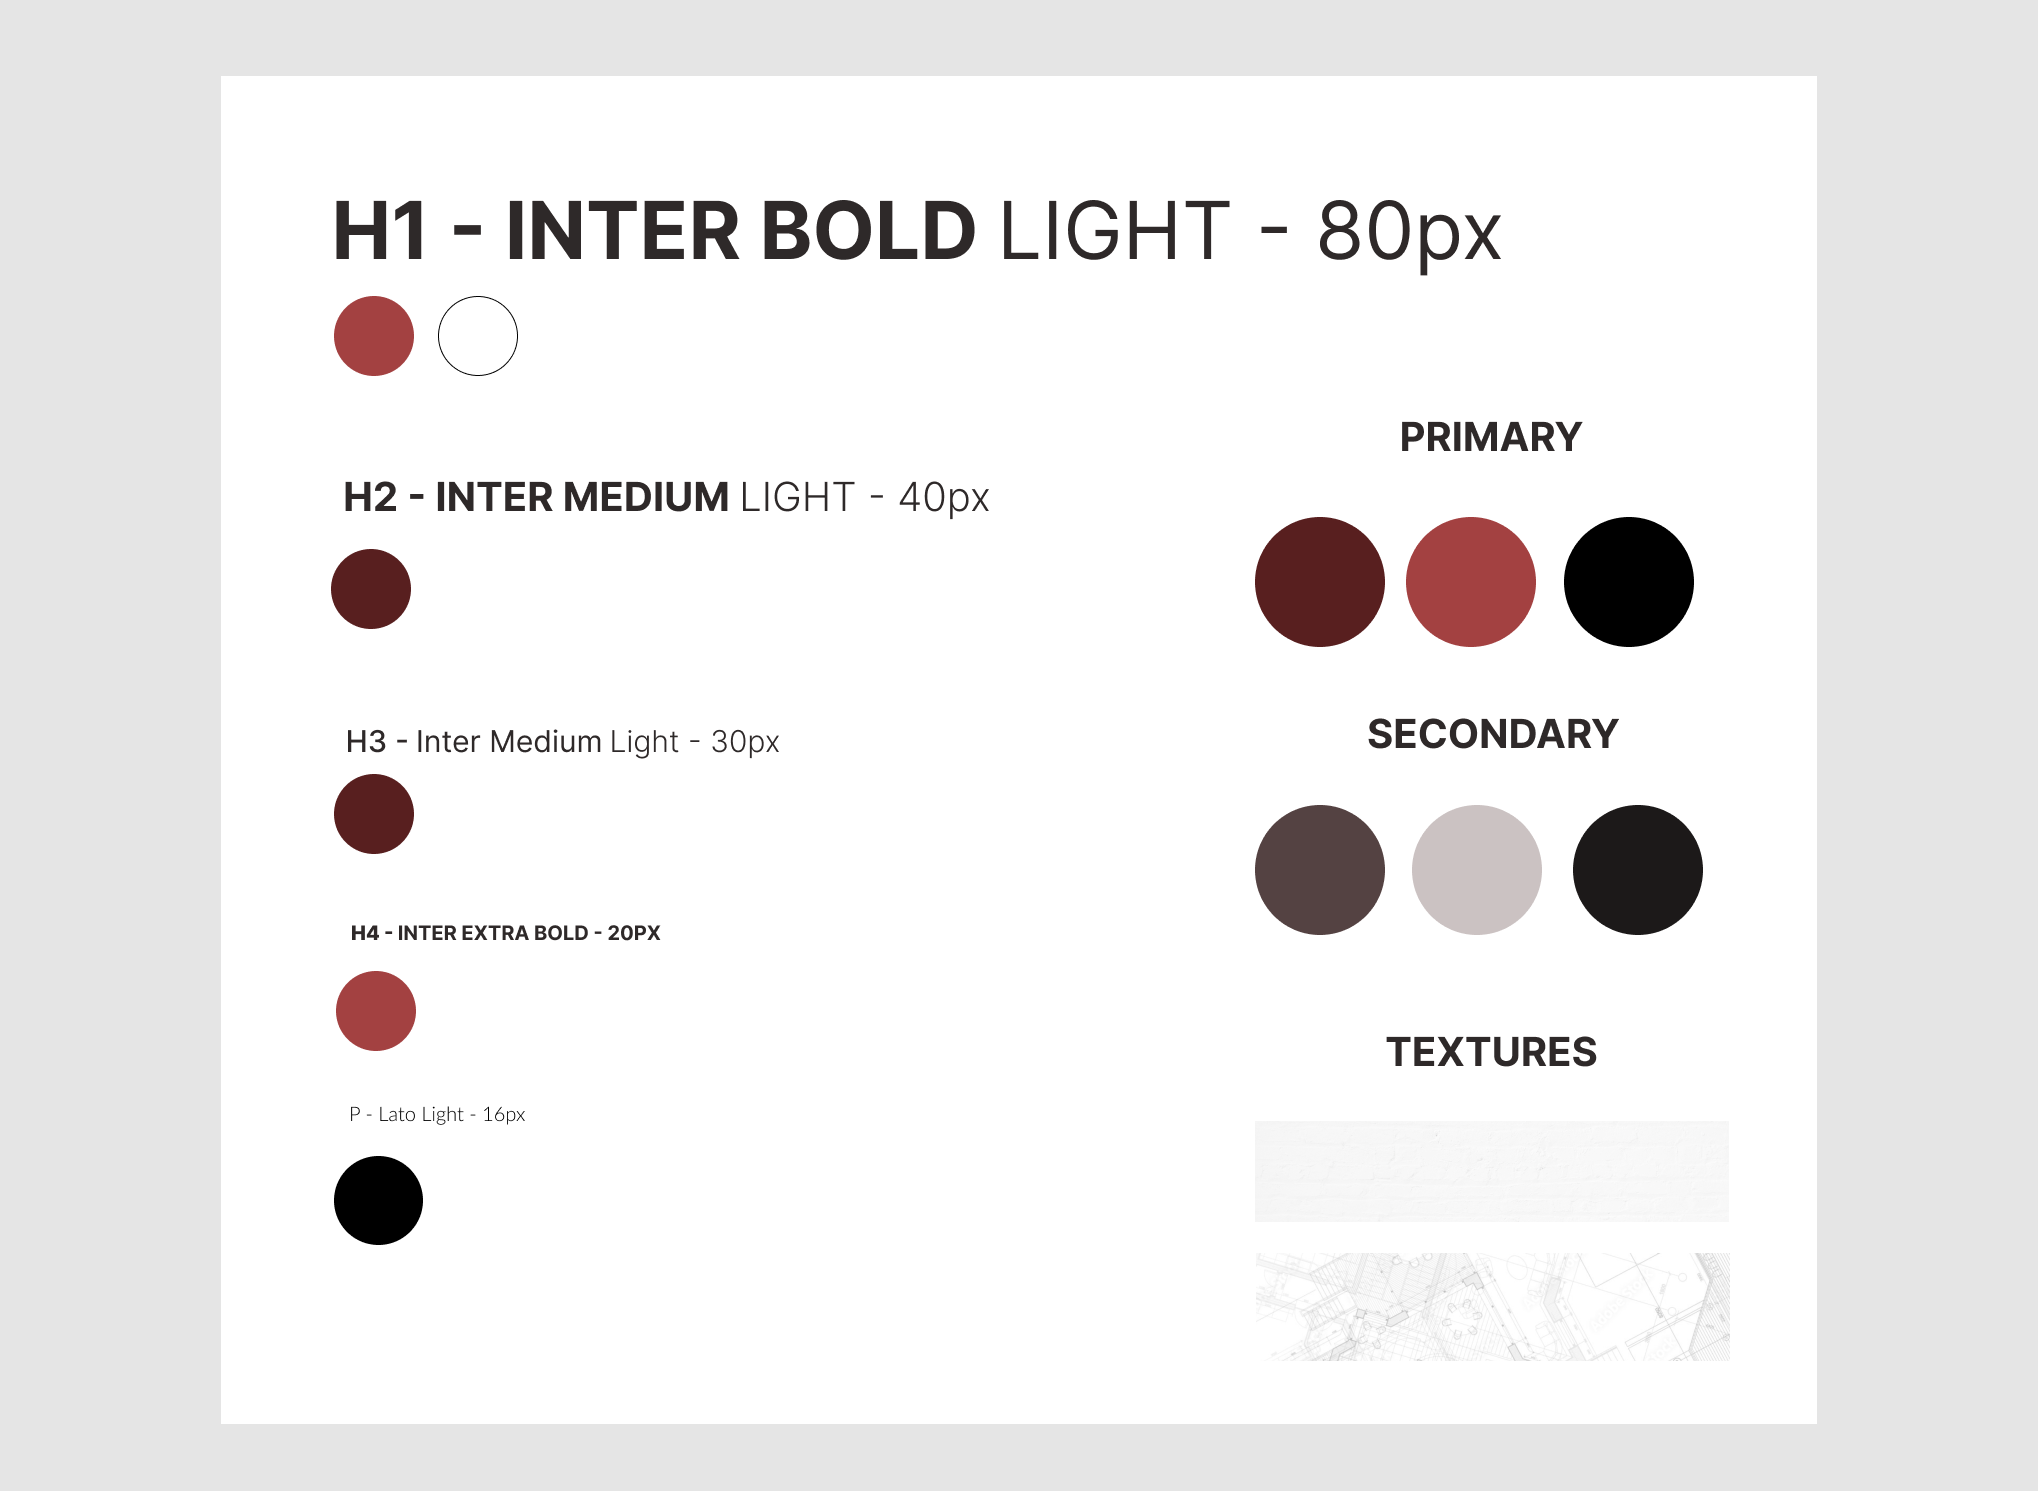 H1 - INTER BOLD LIGHT - 80px
H2 - INTER MEDIUM LIGHT - 40px
H3 - Inter Medium Light - 30px
H4 - INTER EXTRA BOLD - 20PX
P - Lato Light - 16px
PRIMARY
SECONDARY
TEXTURES